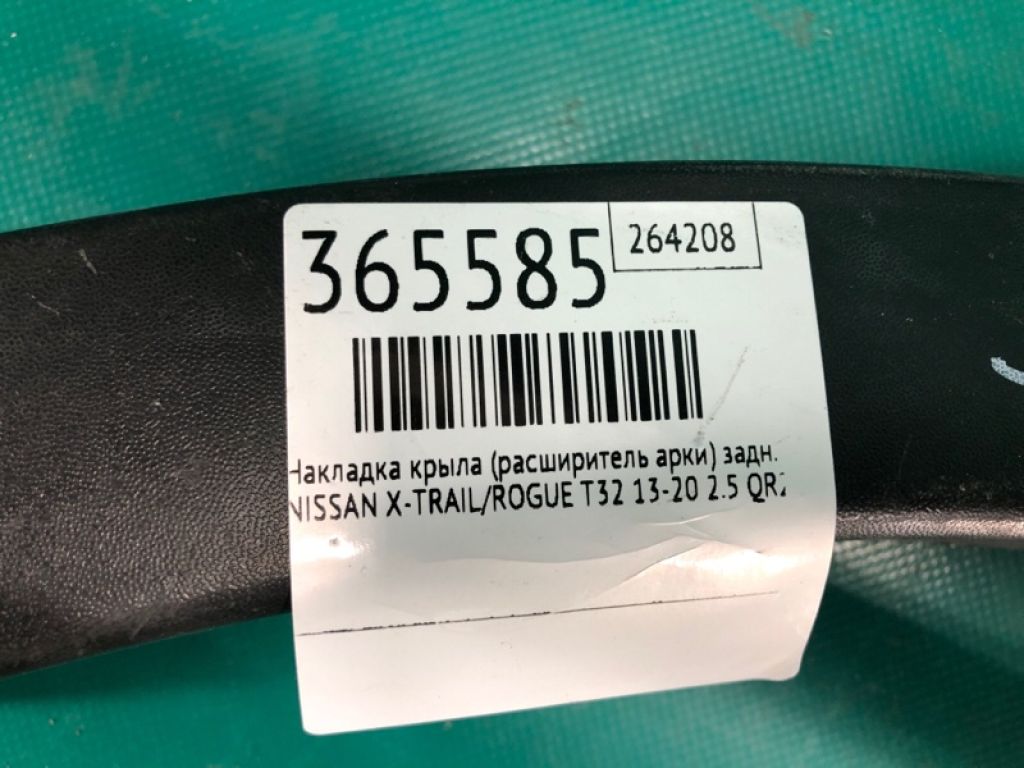 365585
264208
Накладка крыла (расширитель арки) задн.
NISSAN X-TRAIL/ROGUE T32 13-20 2.5